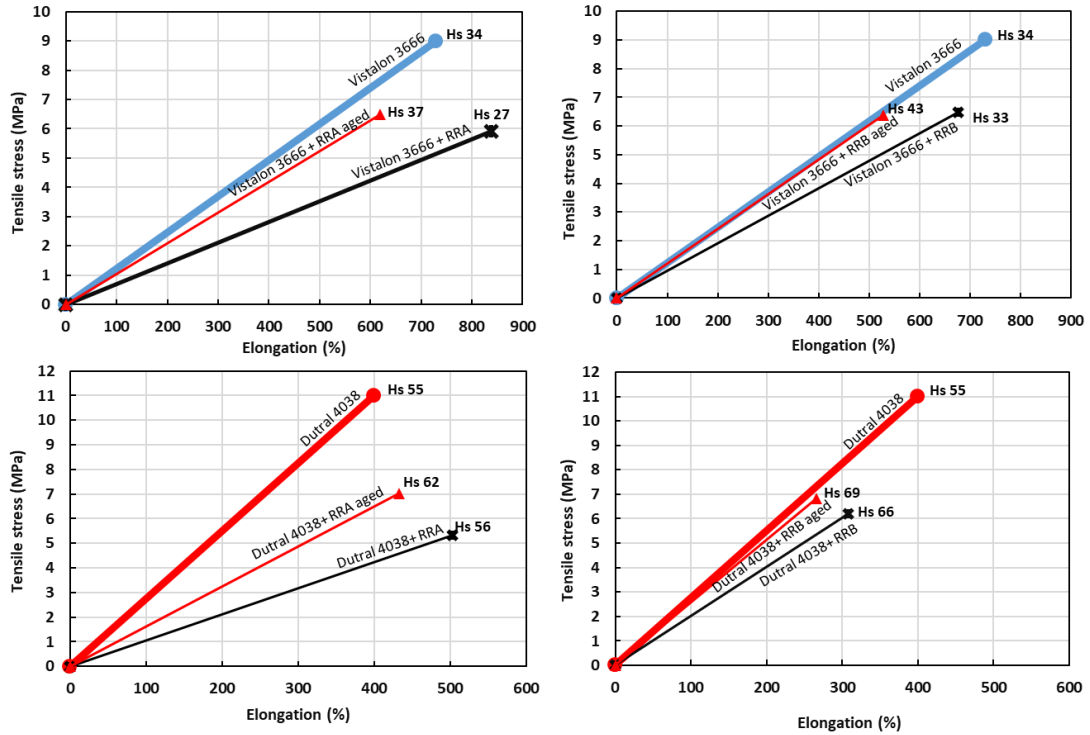 10
9
8
7
6
5
4
3
2
1
0
Tensile stress (MPa)
Hs 34
Vistalon 3666
Hs 37
Hs 27
Vistalon 3666 + RRA aged
Vistalon 3666 + RRA
0 100 200 300 400 500 600 700 800 900
Elongation (%)
10
9
8
7
6
5
4
3
2
1
0
Tensile stress (MPa)
Hs 34
Vistalon 3666
Hs 43
Hs 33
Vistalon 3666 + RRB aged
Vistalon 3666 + RRB
0 100 200 300 400 500 600 700 800 900
Elongation (%)
12
11
10
9
8
7
6
5
4
3
2
1
0
Tensile stress (MPa)
Hs 55
Dutral 4038
Hs 62
Dutral 4038+RRA aged
Hs 56
Dutral 4038+RRA
0 100 200 300 400 500 600
Elongation (%)
12
11
10
9
8
7
6
5
4
3
2
1
0
Tensile stress (MPa)
Hs 55
Dutral 4038
Hs 69
Hs 66
Dutral 4038+RRB aged
Dutral 4038+RRB
0 100 200 300 400 500 600
Elongation (%)